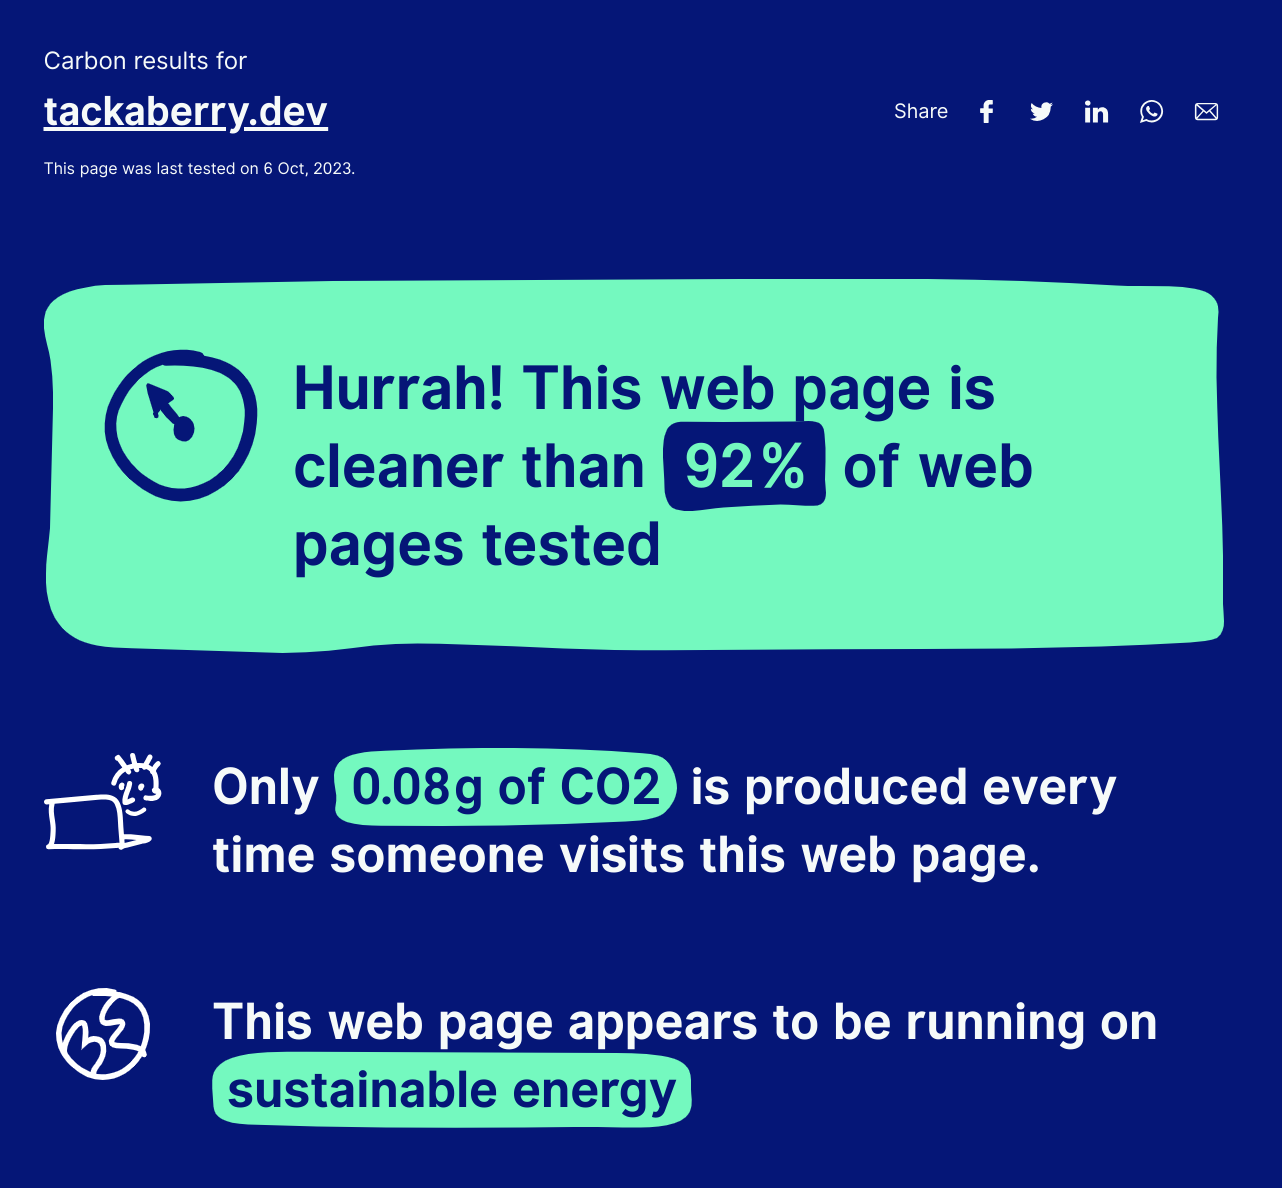 Carbon results for
tackaberry.dev
Share
This page was last tested on 6 Oct, 2023.
Hurrah! This web page is
cleaner than 92% of web
pages tested
Only 0.08g of CO2 is produced every
time someone visits this web page.
This web page appears to be running on
sustainable energy